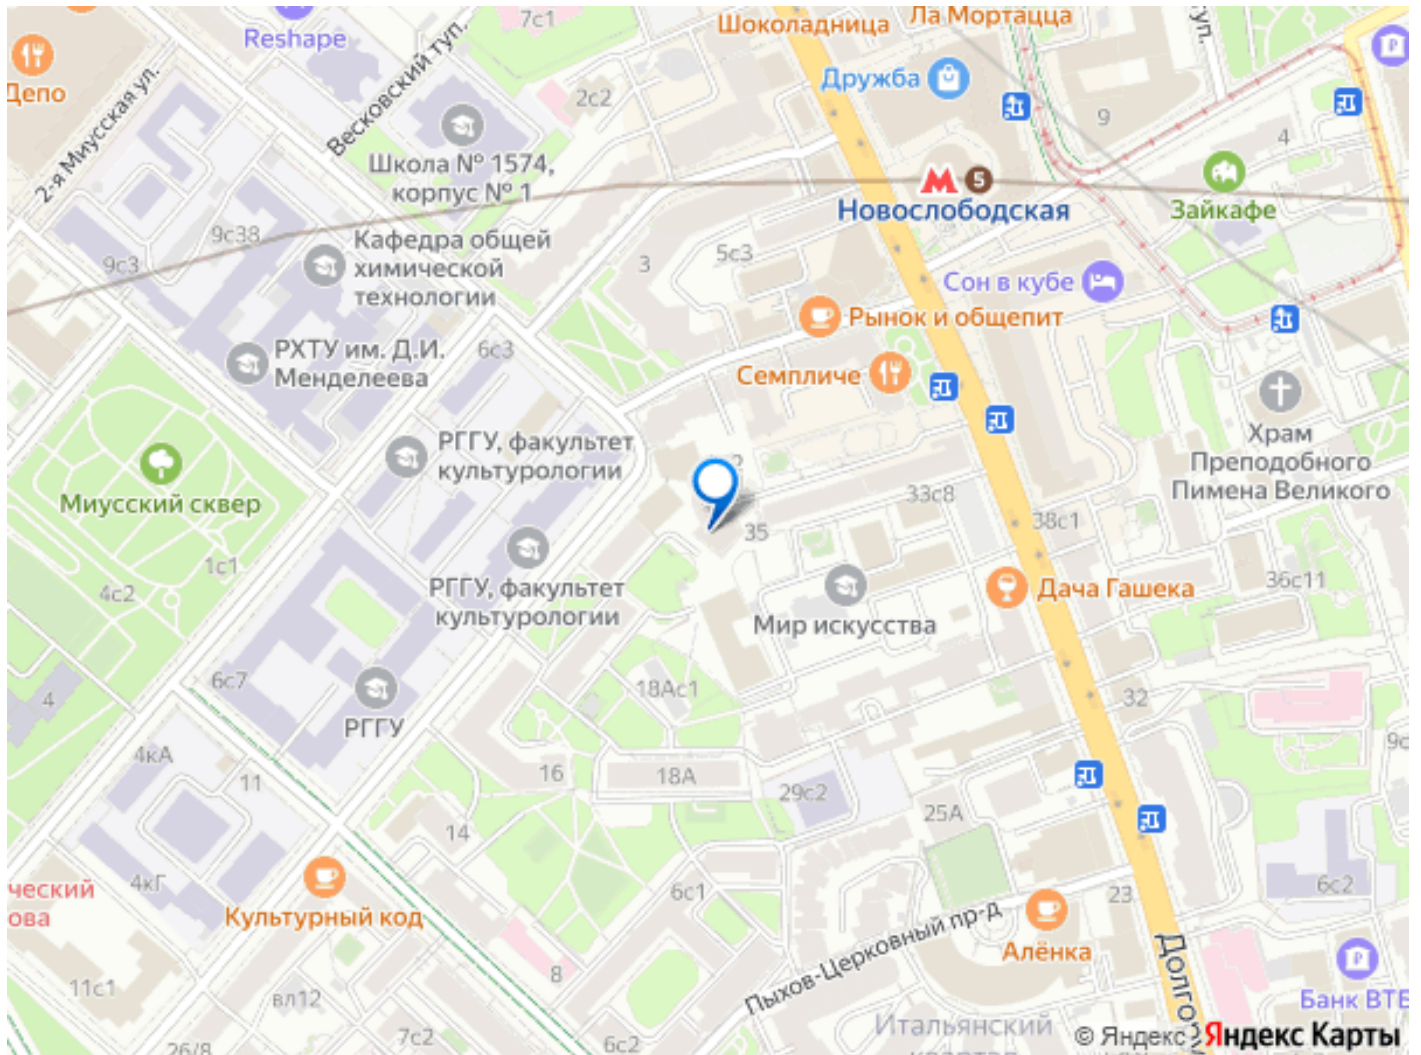 7с1
Шоколадница
Ла Мортацца
Reshape
Депо
2-я Миусская ул.
Весковский туп.
2с2
Дружба
9
4
Школа № 1574,
корпус № 1
5
Новослободская
Зайкафе
9с38
9с3
Кафедра общей
химической
технологии
3
5с3
Сон в кубе
Рынок и общепит
РХТУ им. Д.И.
Менделеева
6с3
Семпличе
Храм
Преподобного
Пимена Великого
РГГУ, факультет
культурологии
Миусский сквер
33с8
35
38с1
1с1
4с2
РГГУ, факультет
культурологии
Мир искусства
Дача Гашека
36с11
6с7
4
18Ас1
32
РГГУ
4кА
11
16
18А
29с2
25А
14
4кГ
ческий
ова
Культурный код
6с1
23
6с2
Пыхов-Церковный пр-д
Алёнка
8
11с1
вл12
Банк ВТБ
7с2
26/8
6с2
Итальянский
квартал
© Яндекс
Яндекс Карты